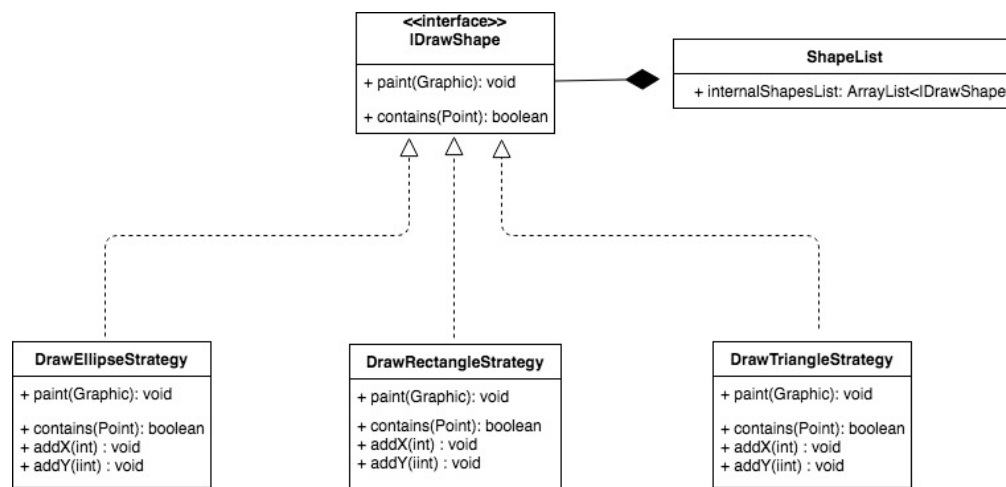 <<interface>>
IDrawShape
+ paint(Graphic): void
+ contains(Point): boolean
ShapeList
+ internalShapesList: ArrayList<IDrawShape
DrawEllipseStrategy
+ paint(Graphic): void
+ contains(Point): boolean
+ addX(int) : void
+ addY(iint) : void
DrawRectangleStrategy
+ paint(Graphic): void
+ contains(Point): boolean
+ addX(int) : void
+ addY(iint) : void
DrawTriangleStrategy
+ paint(Graphic): void
+ contains(Point): boolean
+ addX(int) : void
+ addY(iint) : void